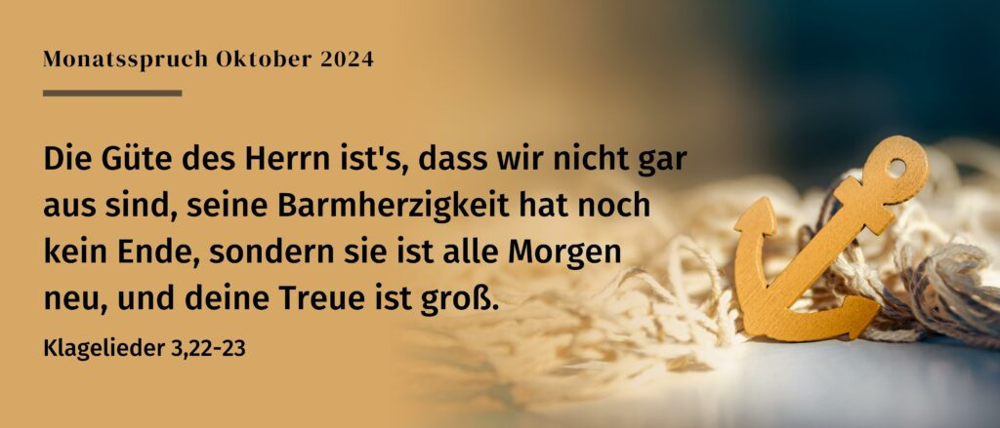 Monatsspruch Oktober 2024
Die Güte des Herrn ist's, dass wir nicht gar
aus sind, seine Barmherzigkeit hat noch
kein Ende, sondern sie ist alle Morgen
neu, und deine Treue ist groß.
Klagelieder 3,22-23